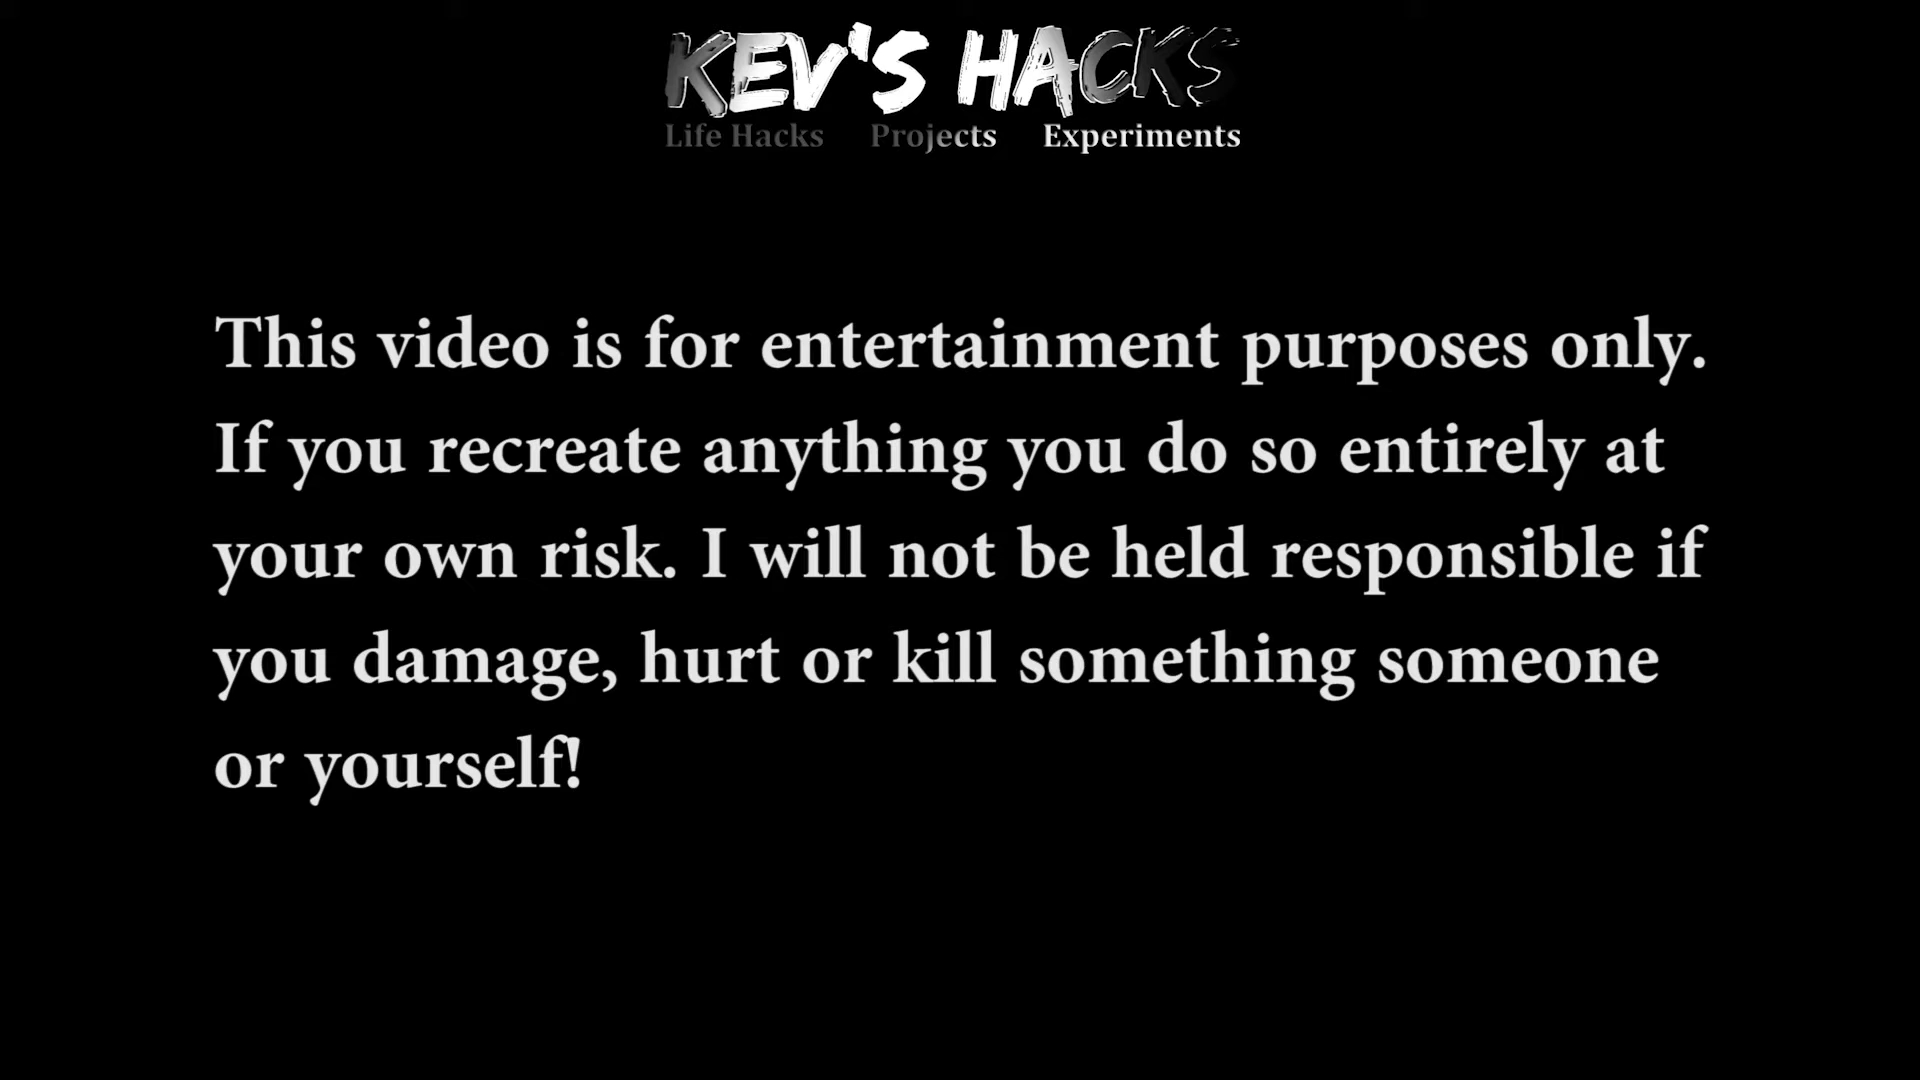 KEV'S HACKS
Life Hacks Projects Experiments
This video is for entertainment purposes only.
If you recreate anything you do so entirely at
your own risk. I will not be held responsible if
you damage, hurt or kill something someone
or yourself!